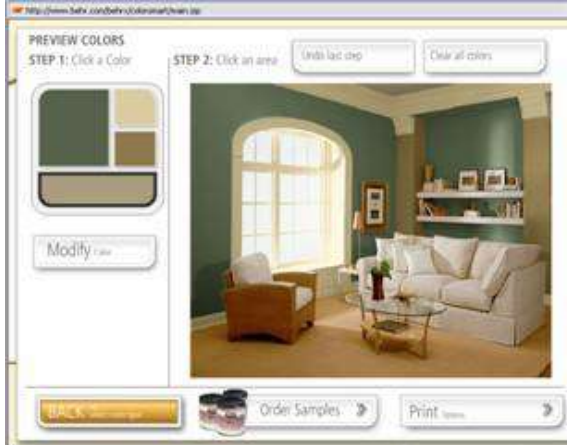 http://www.behr.com/behrx/colorsmart/main.jsp
PREVIEW COLORS
STEP 1: Click a Color
STEP 2: Click an area
Undo last step
Clear all colors
Modify Color
BACK
Order Samples
Print